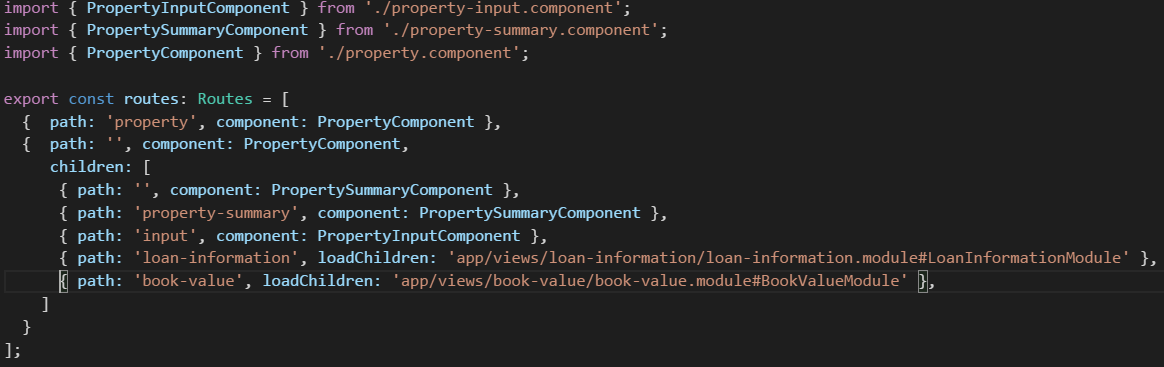 import { PropertyInputComponent } from './property-input.component';
import { PropertySummaryComponent } from './property-summary.component';
import { PropertyComponent } from './property.component';
export const routes: Routes = [
{  path: 'property', component: PropertyComponent },
{  path: '', component: PropertyComponent,
children: [
{ path: '', component: PropertySummaryComponent },
{ path: 'property-summary', component: PropertySummaryComponent },
{ path: 'input', component: PropertyInputComponent },
{ path: 'loan-information', loadChildren: 'app/views/loan-information/loan-information.module#LoanInformationModule' },
{ path: 'book-value', loadChildren: 'app/views/book-value/book-value.module#BookValueModule' },
]
}
];